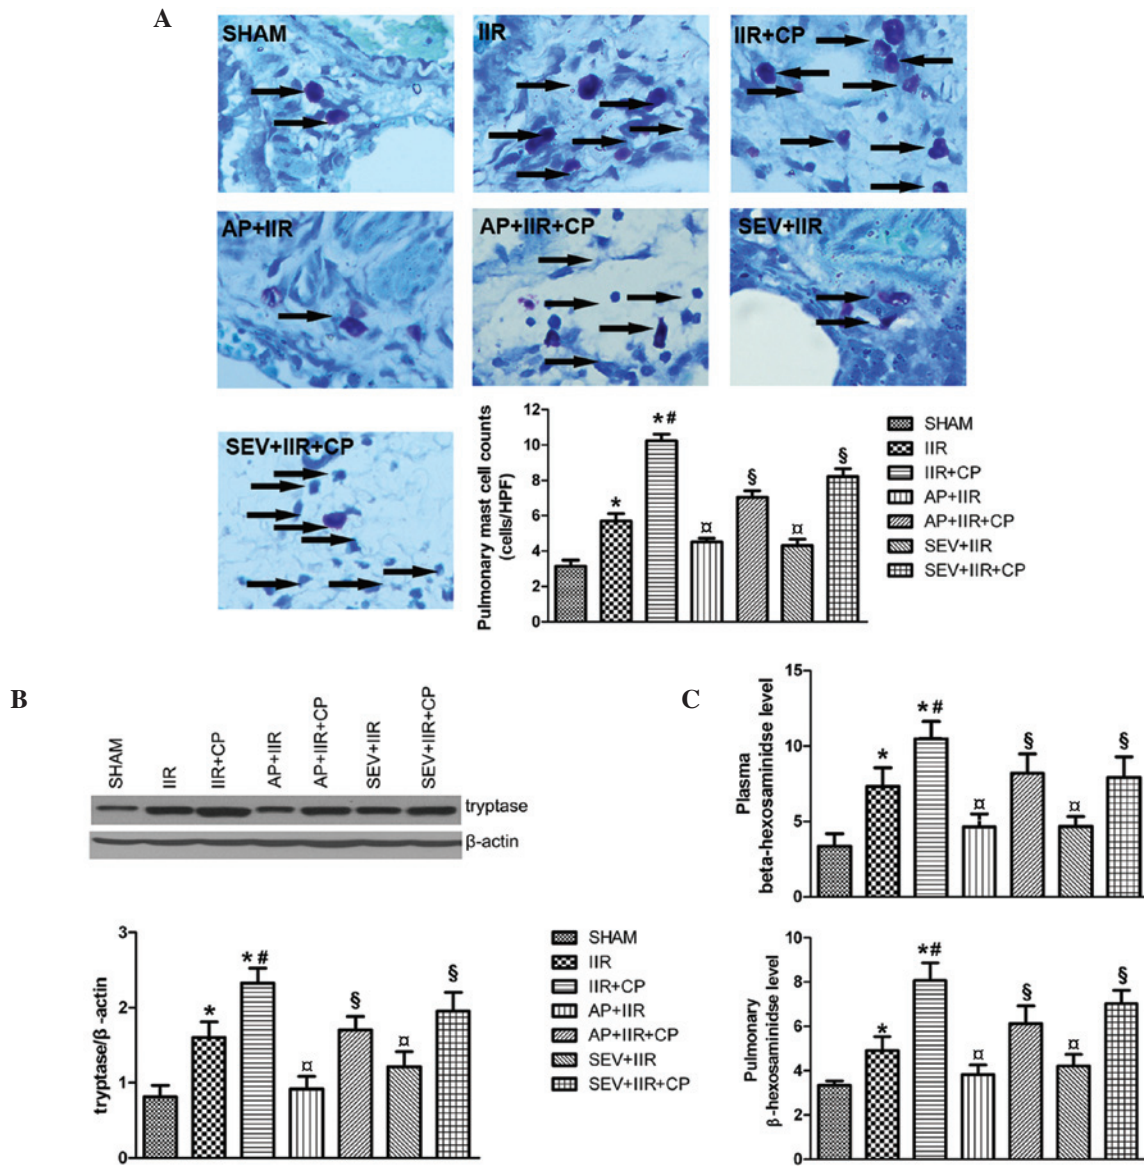 A
SHAM
IIR
IIR+CP
AP+IIR
AP+IIR+CP
SEV+IIR
SEV+IIR+CP
Pulmonary mast cell counts
(cells/HPF)
12
10
8
6
4
2
0
*
*#
¤
§
¤
§
SHAM
IIR
IIR+CP
AP+IIR
AP+IIR+CP
SEV+IIR
SEV+IIR+CP
B
SHAM
IIR
IIR+CP
AP+IIR
AP+IIR+CP
SEV+IIR
SEV+IIR+CP
tryptase
β-actin
tryptase/β -actin
3
2
1
0
*
*#
¤
§
¤
§
SHAM
IIR
IIR+CP
AP+IIR
AP+IIR+CP
SEV+IIR
SEV+IIR+CP
C
Plasma
beta-hexosaminidse level
15
10
5
0
*
*#
¤
§
¤
§
Pulmonary
β-hexosaminidse level
10
8
6
4
2
0
*
*#
¤
§
¤
§